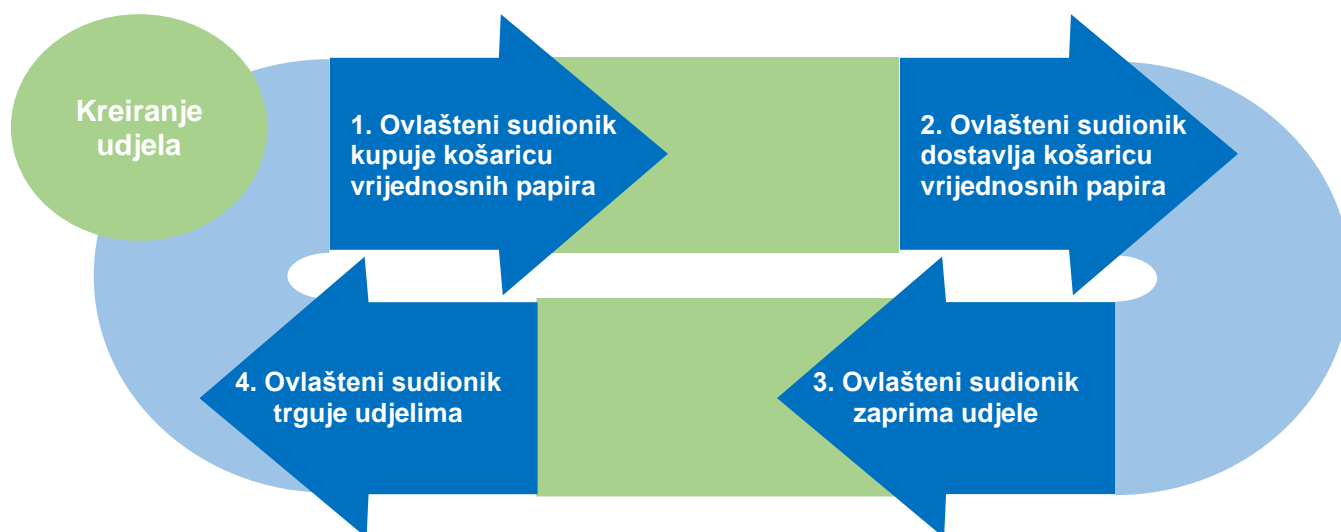 Kreiranje
udjela
1. Ovlašteni sudionik
kupuje košaricu
vrijednosnih papira
2. Ovlašteni sudionik
dostavlja košaricu
vrijednosnih papira
3. Ovlašteni sudionik
zaprima udjele
4. Ovlašteni sudionik
trguje udjelima